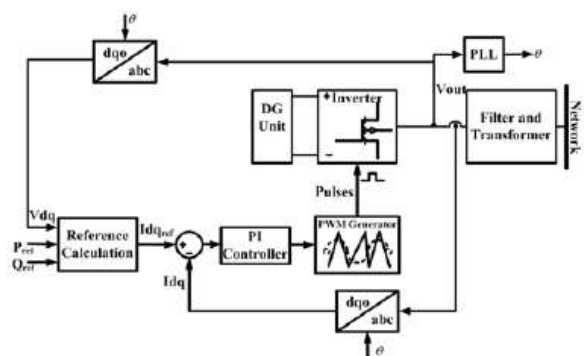 θ
dqo
abc
PLL
θ
Vout
DG
Unit
+
Inverter
−
Filter and
Transformer
Network
Pulses
Vdq
Pref
Qref
Reference
Calculation
Idqref
+
−
PI
Controller
PWM Generator
Idq
dqo
abc
θ